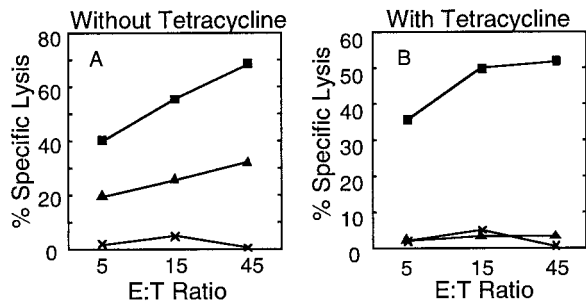 Without Tetracycline
With Tetracycline
A
% Specific Lysis
80
60
40
20
0
5
15
45
E:T Ratio
B
% Specific Lysis
60
50
40
30
20
10
0
5
15
45
E:T Ratio